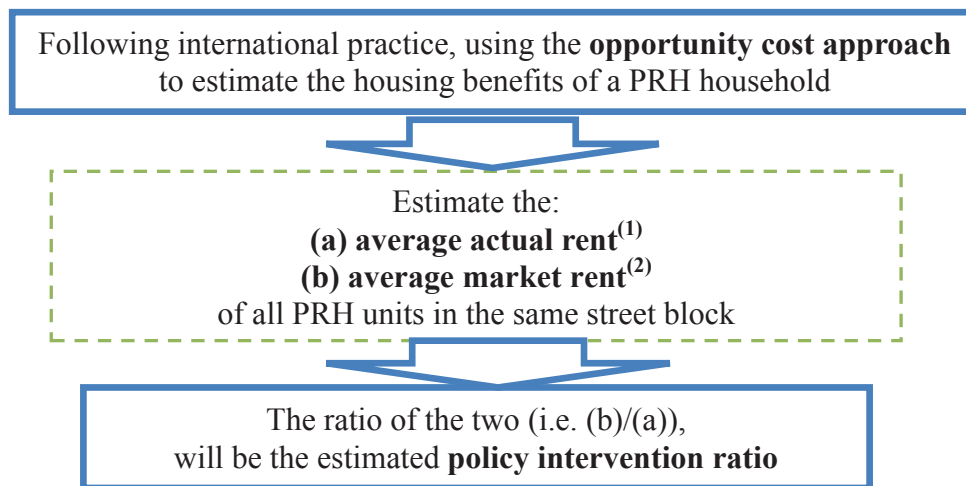 Following international practice, using the opportunity cost approach
to estimate the housing benefits of a PRH household
Estimate the:
(a) average actual rent(1)
(b) average market rent(2)
of all PRH units in the same street block
The ratio of the two (i.e. (b)/(a)),
will be the estimated policy intervention ratio